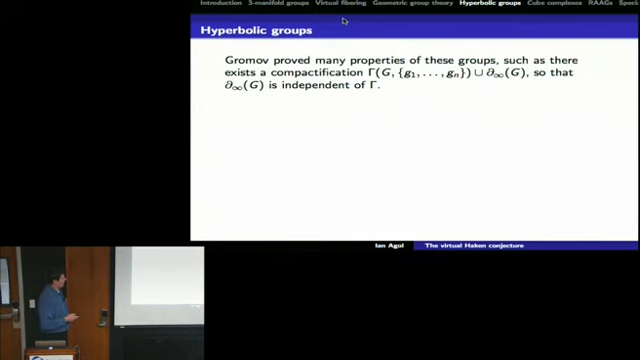 Introduction 3-manifold groups Virtual fibering Geometric group theory Hyperbolic groups Cube complexes RAAGs Spec
Hyperbolic groups
Gromov proved many properties of these groups, such as there
exists a compactification Γ(G, {g₁, . . . , gₙ}) ∪ ∂∞(G), so that
∂∞(G) is independent of Γ.
Ian Agol The virtual Haken conjecture